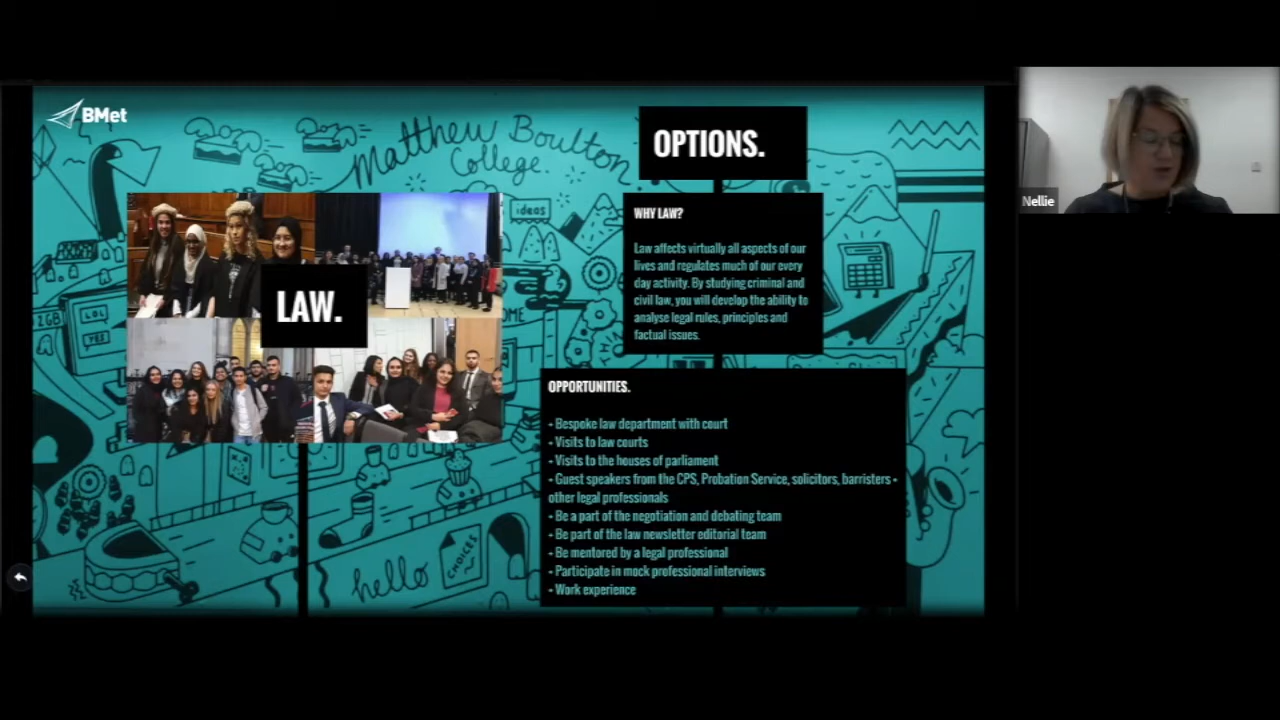 BMet
Matthew Boulton
College.
OPTIONS.
WHY LAW?
Law affects virtually all aspects of our
lives and regulates much of our every
day activity. By studying criminal and
civil law, you will develop the ability to
analyse legal rules, principles and
factual issues.
Nellie
ideas
LAW.
2GB
LOL
YES
OPPORTUNITIES.
• Bespoke law department with court
• Visits to law courts
• Visits to the houses of parliament
• Guest speakers from the CPS, Probation Service, solicitors, barristers +
other legal professionals
• Be a part of the negotiation and debating team
• Be part of the law newsletter editorial team
• Be mentored by a legal professional
• Participate in mock professional interviews
• Work experience
hello
CHOICES